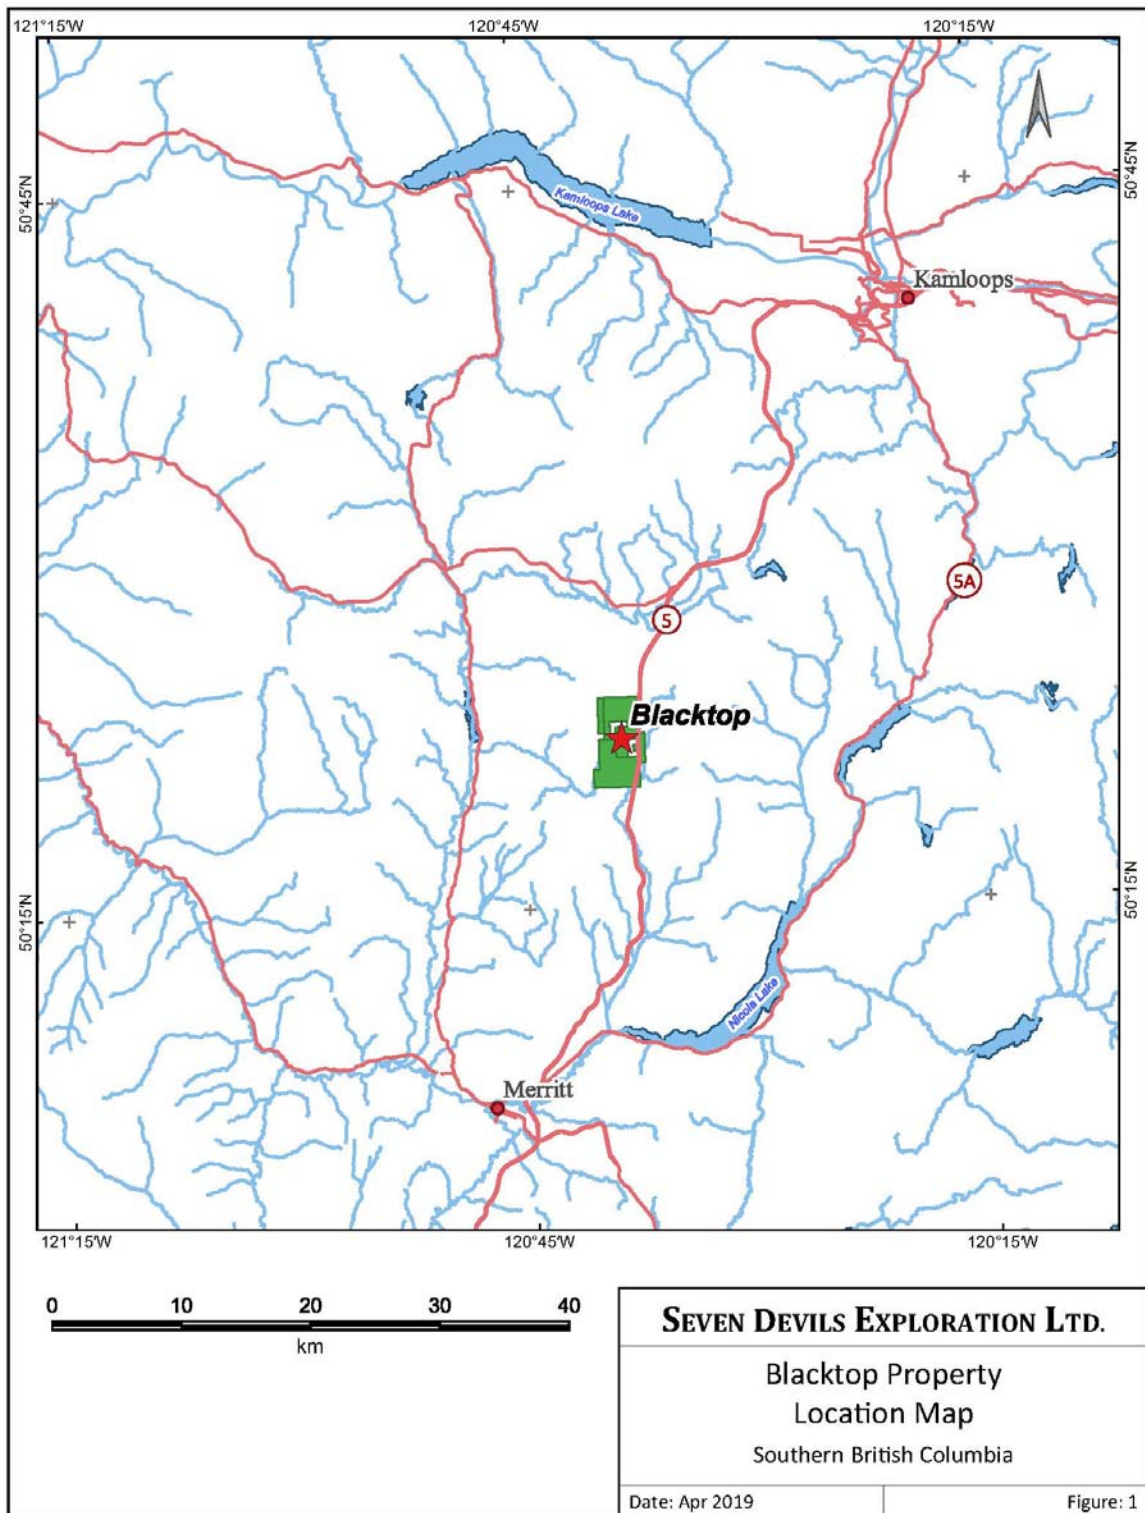 121°15'W
120°45'W
120°15'W
50°45'N
50°45'N
Kamloops Lake
Kamloops
5A
5
Blacktop
50°15'N
50°15'N
Nicola Lake
Merritt
121°15'W
120°45'W
120°15'W
0 10 20 30 40
km
SEVEN DEVILS EXPLORATION LTD.
Blacktop Property
Location Map
Southern British Columbia
Date: Apr 2019
Figure: 1